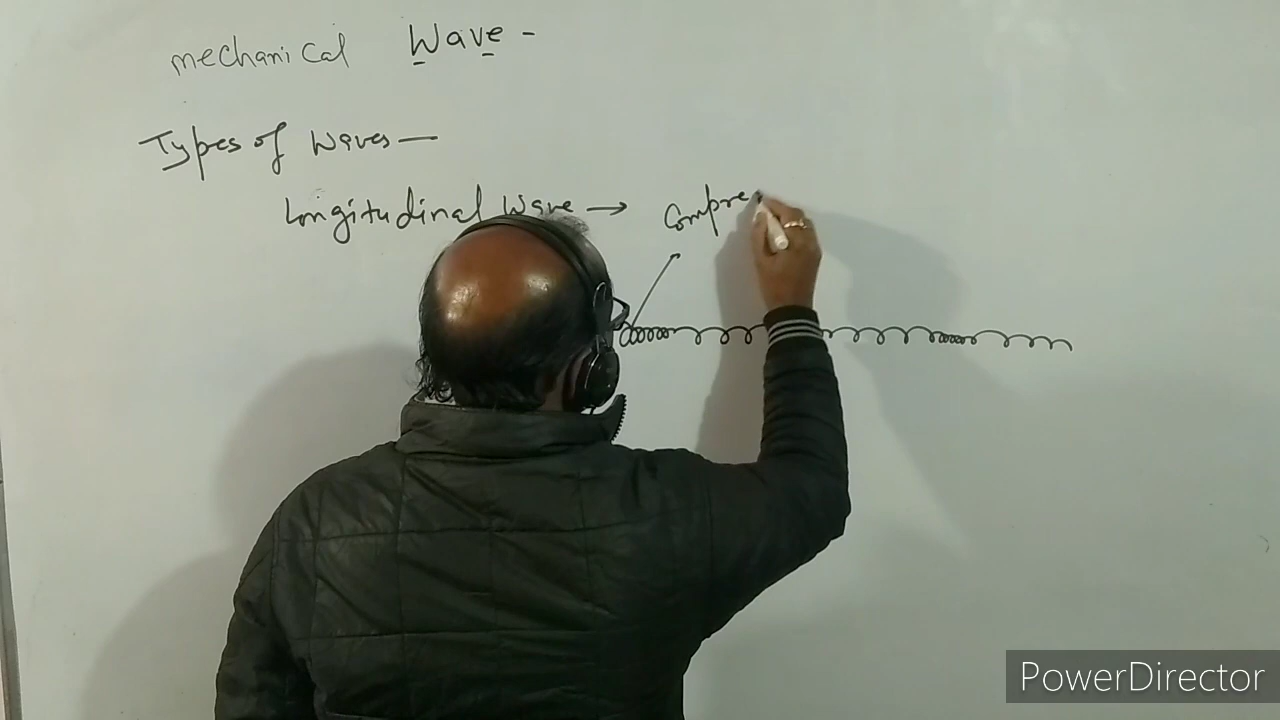 mechanical Wave -
Types of Waves —
Longitudinal Wave → Compre
PowerDirector